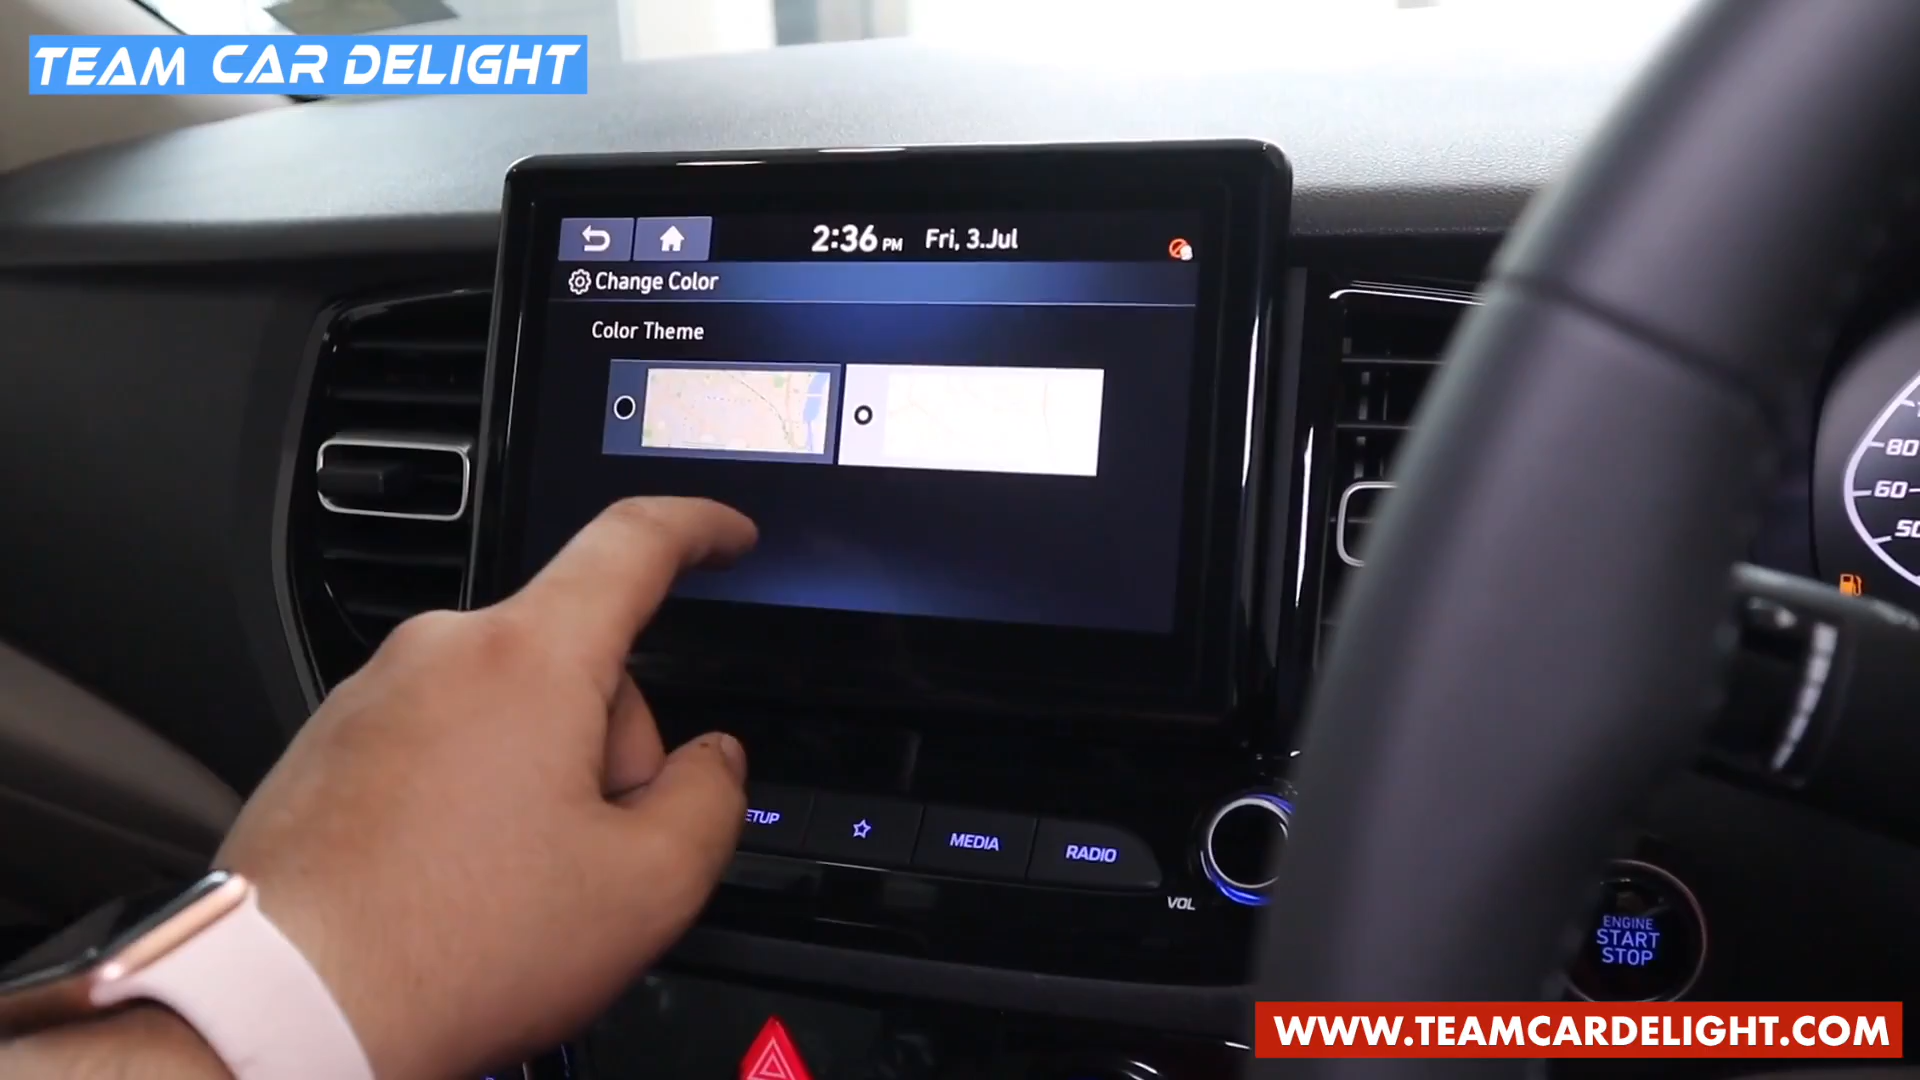 TEAM CAR DELIGHT
2:36 PM Fri, 3.Jul
Change Color
Color Theme
80
60
ETUP
MEDIA
RADIO
VOL
ENGINE
START
STOP
WWW.TEAMCARDELIGHT.COM